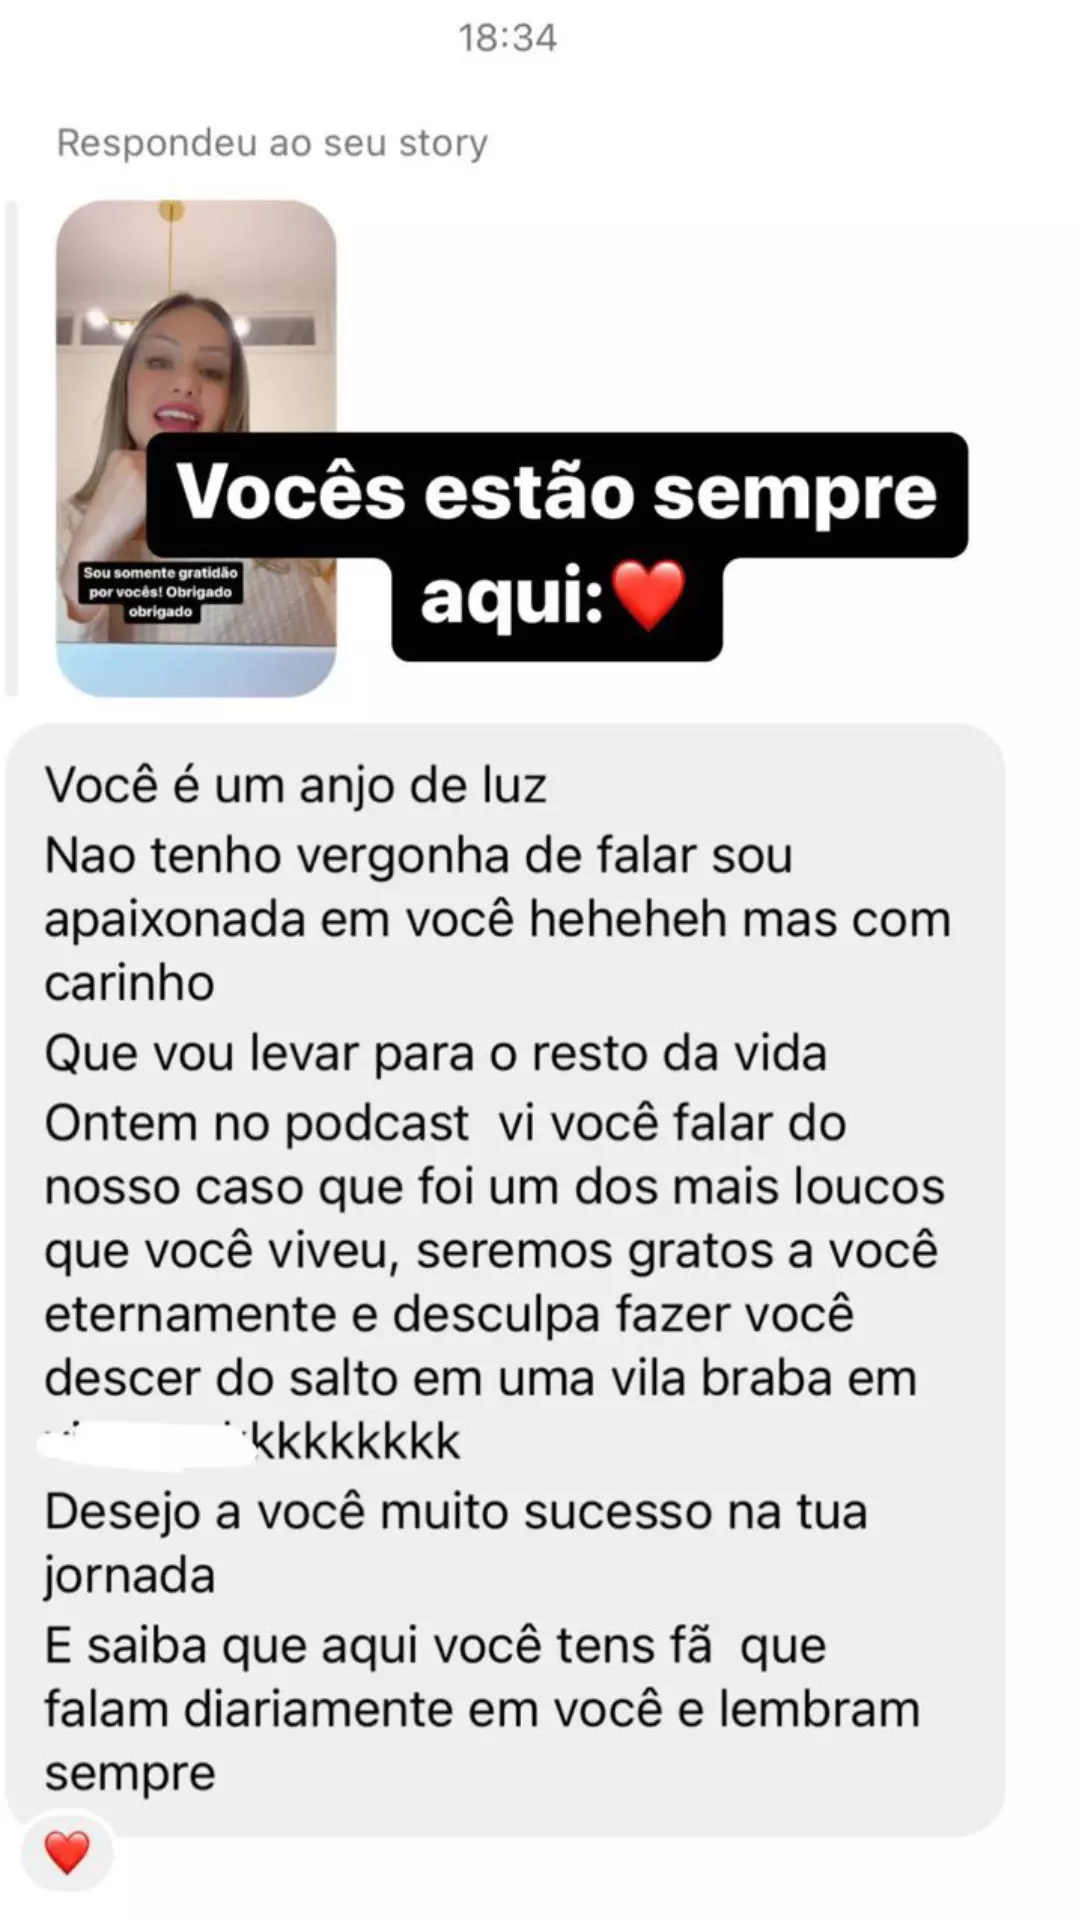 18:34
Respondeu ao seu story
Vocês estão sempre
aqui:❤️
Sou somente gratidão
por vocês! Obrigado
obrigado
Você é um anjo de luz
Nao tenho vergonha de falar sou
apaixonada em você heheheh mas com
carinho
Que vou levar para o resto da vida
Ontem no podcast  vi você falar do
nosso caso que foi um dos mais loucos
que você viveu, seremos gratos a você
eternamente e desculpa fazer você
descer do salto em uma vila braba em
kkkkkkkkk
Desejo a você muito sucesso na tua
jornada
E saiba que aqui você tens fã  que
falam diariamente em você e lembram
sempre
❤️